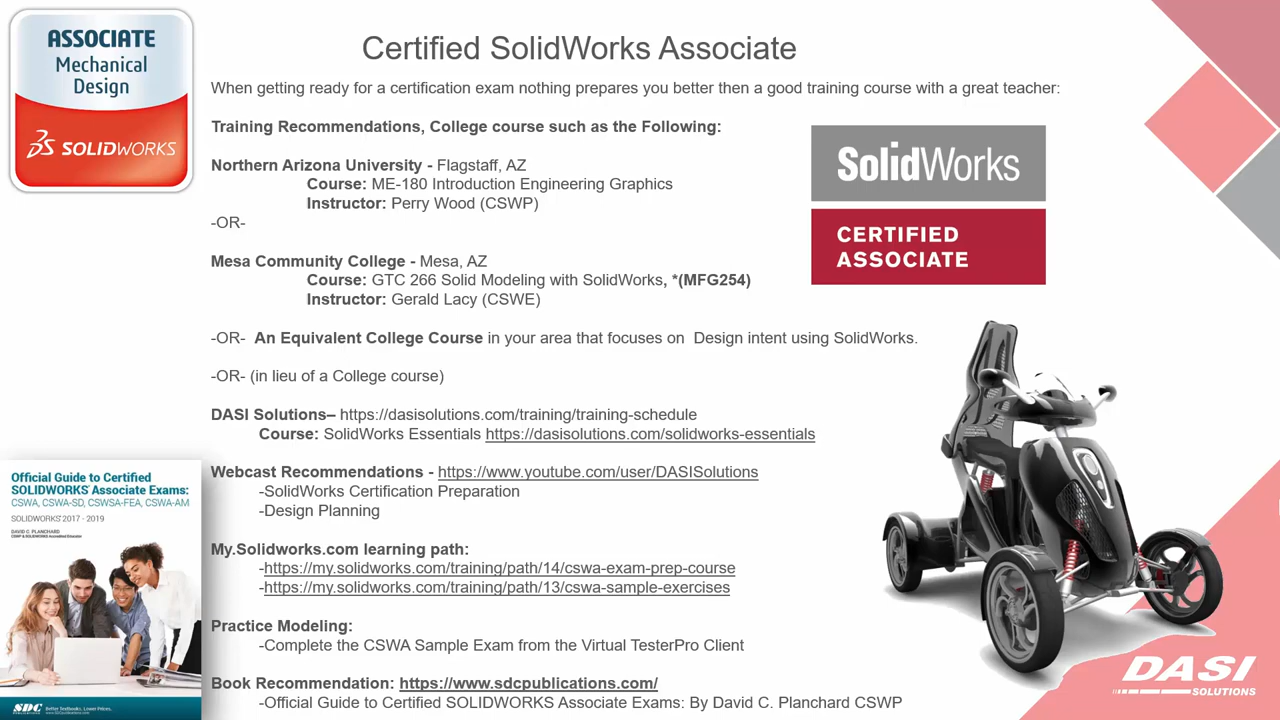 ASSOCIATE
Mechanical
Design
SOLIDWORKS
Certified SolidWorks Associate
When getting ready for a certification exam nothing prepares you better then a good training course with a great teacher:
Training Recommendations, College course such as the Following:
Northern Arizona University - Flagstaff, AZ
Course: ME-180 Introduction Engineering Graphics
Instructor: Perry Wood (CSWP)
-OR-
Mesa Community College - Mesa, AZ
Course: GTC 266 Solid Modeling with SolidWorks, *(MFG254)
Instructor: Gerald Lacy (CSWE)
-OR- An Equivalent College Course in your area that focuses on Design intent using SolidWorks.
-OR- (in lieu of a College course)
DASI Solutions– https://dasisolutions.com/training/training-schedule
Course: SolidWorks Essentials https://dasisolutions.com/solidworks-essentials
Webcast Recommendations - https://www.youtube.com/user/DASISolutions
-SolidWorks Certification Preparation
-Design Planning
My.Solidworks.com learning path:
-https://my.solidworks.com/training/path/14/cswa-exam-prep-course
-https://my.solidworks.com/training/path/13/cswa-sample-exercises
Practice Modeling:
-Complete the CSWA Sample Exam from the Virtual TesterPro Client
Book Recommendation: https://www.sdcpublications.com/
-Official Guide to Certified SOLIDWORKS Associate Exams: By David C. Planchard CSWP
SolidWorks
CERTIFIED
ASSOCIATE
Official Guide to Certified
SOLIDWORKS Associate Exams:
CSWA, CSWA-SD, CSWSA-FEA, CSWA-AM
SOLIDWORKS 2017 - 2019
DAVID C. PLANCHARD
CSWP & SOLIDWORKS Accredited Educator
SDC
Better Textbooks. Lower Prices.
DASI
SOLUTIONS